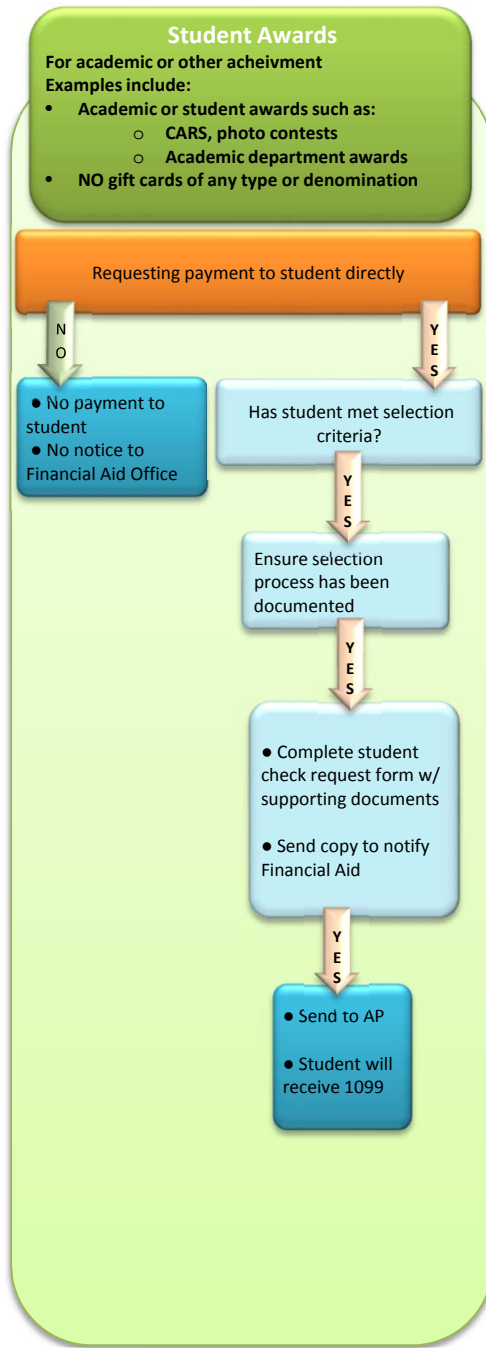 Student Awards
For academic or other acheivment
Examples include:
• Academic or student awards such as:
o CARS, photo contests
o Academic department awards
• NO gift cards of any type or denomination
Requesting payment to student directly
N
O
Y
E
S
● No payment to
student
● No notice to
Financial Aid Office
Has student met selection
criteria?
Y
E
S
Ensure selection
process has been
documented
Y
E
S
● Complete student
check request form w/
supporting documents
● Send copy to notify
Financial Aid
Y
E
S
● Send to AP
● Student will
receive 1099